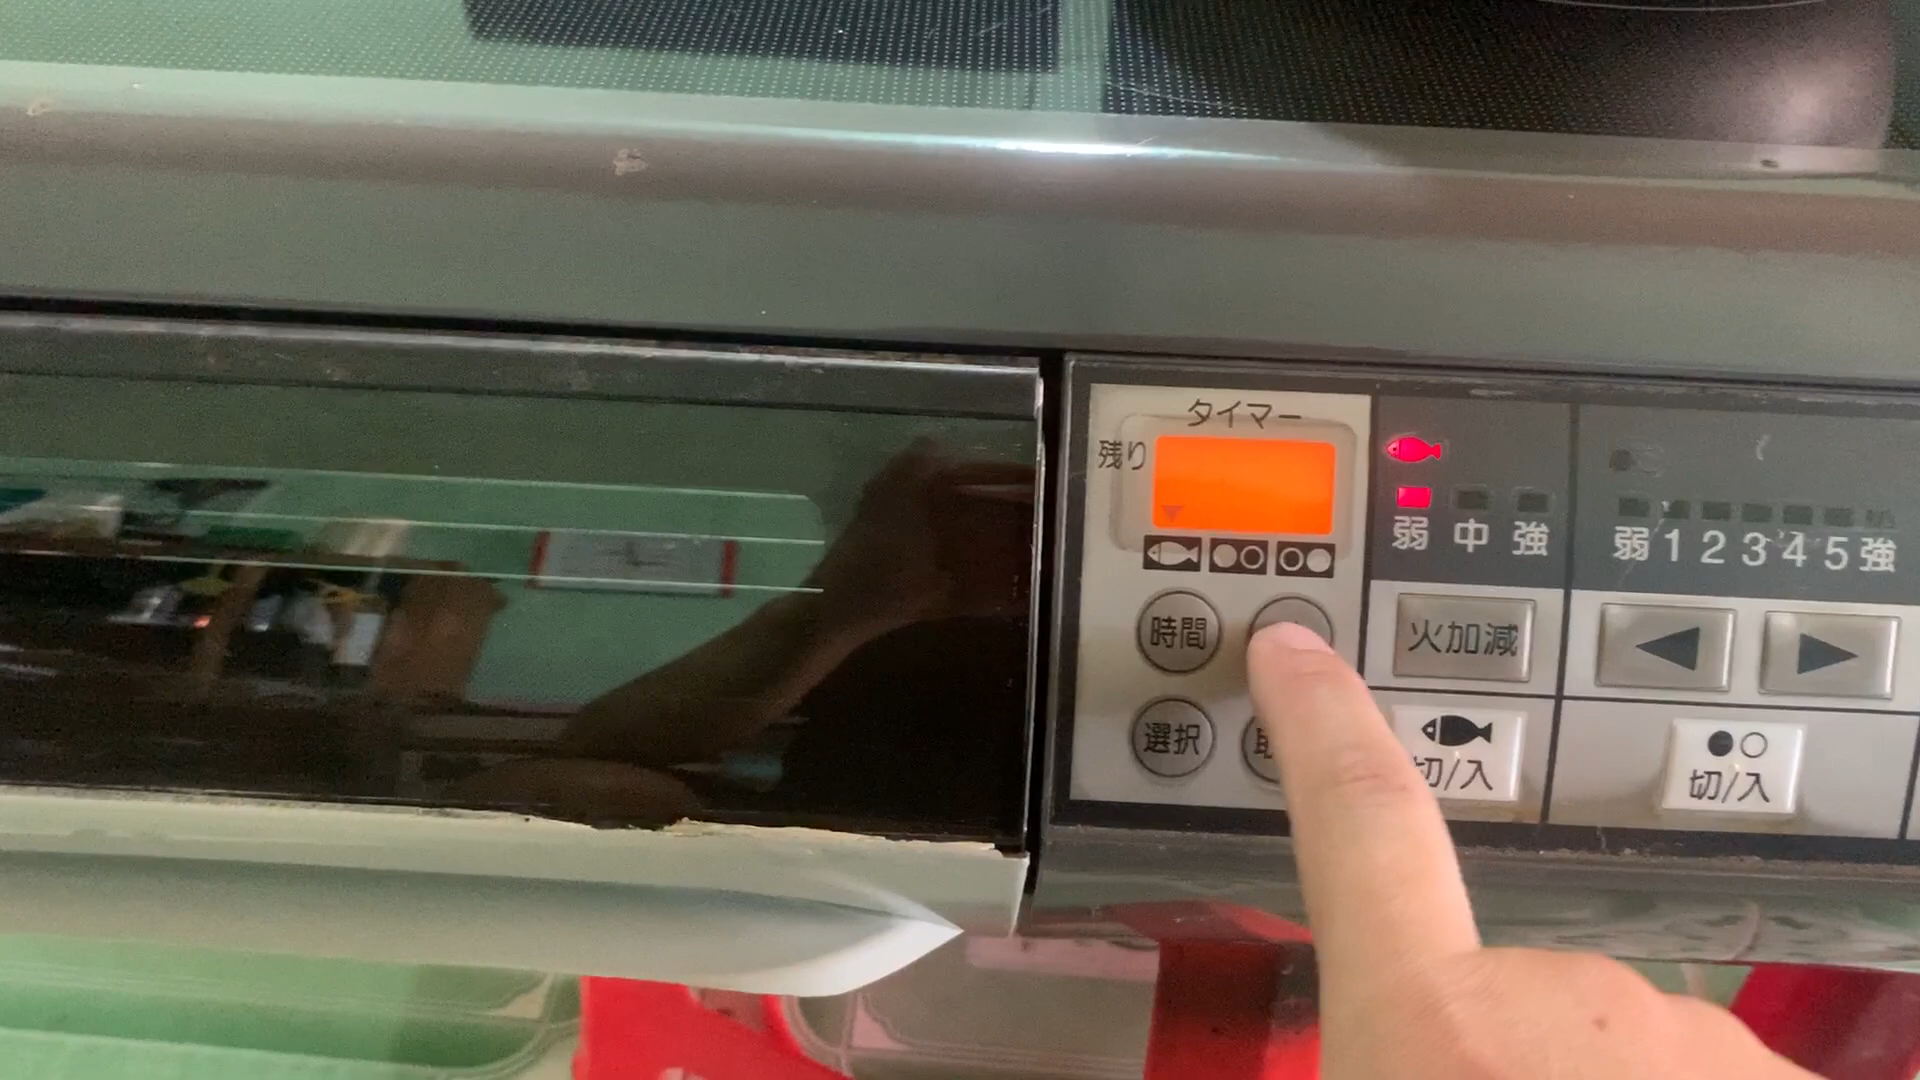 タイマー
残り
弱 中 強
弱 1 2 3 4 5 強
時間
火加減
選択
切/入
切/入